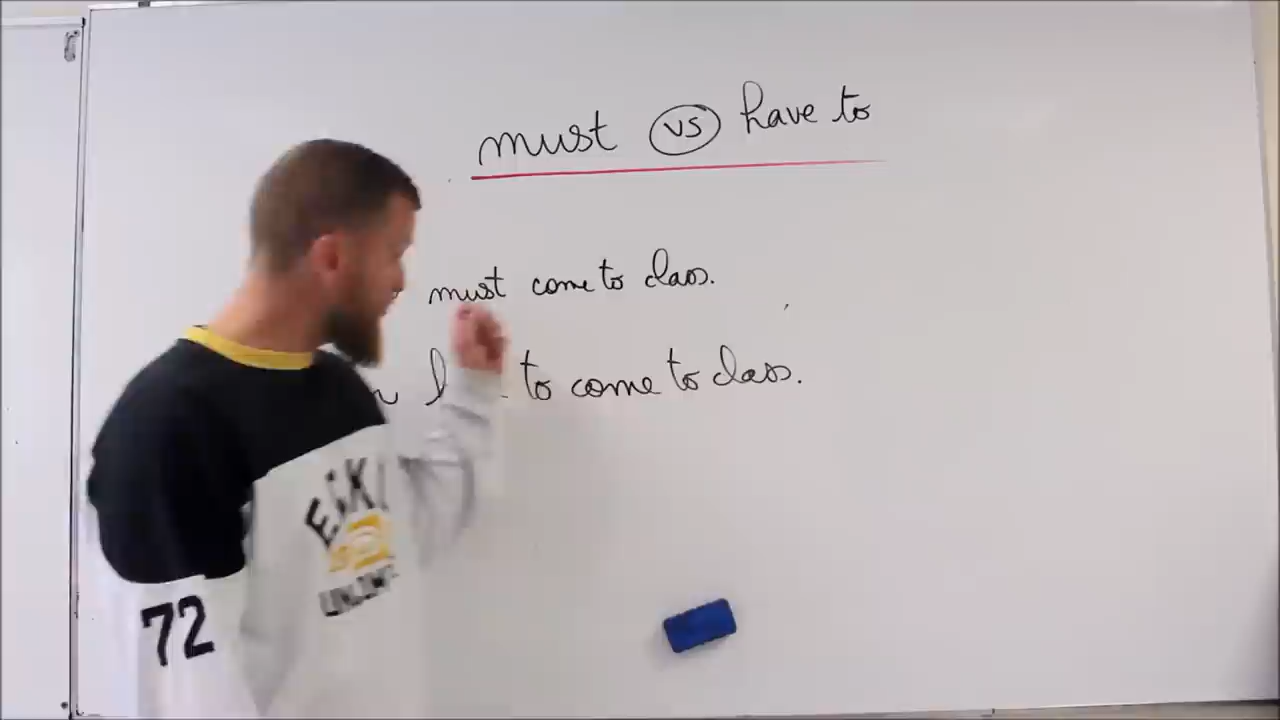 must vs have to
must come to class.
to come to class.
72